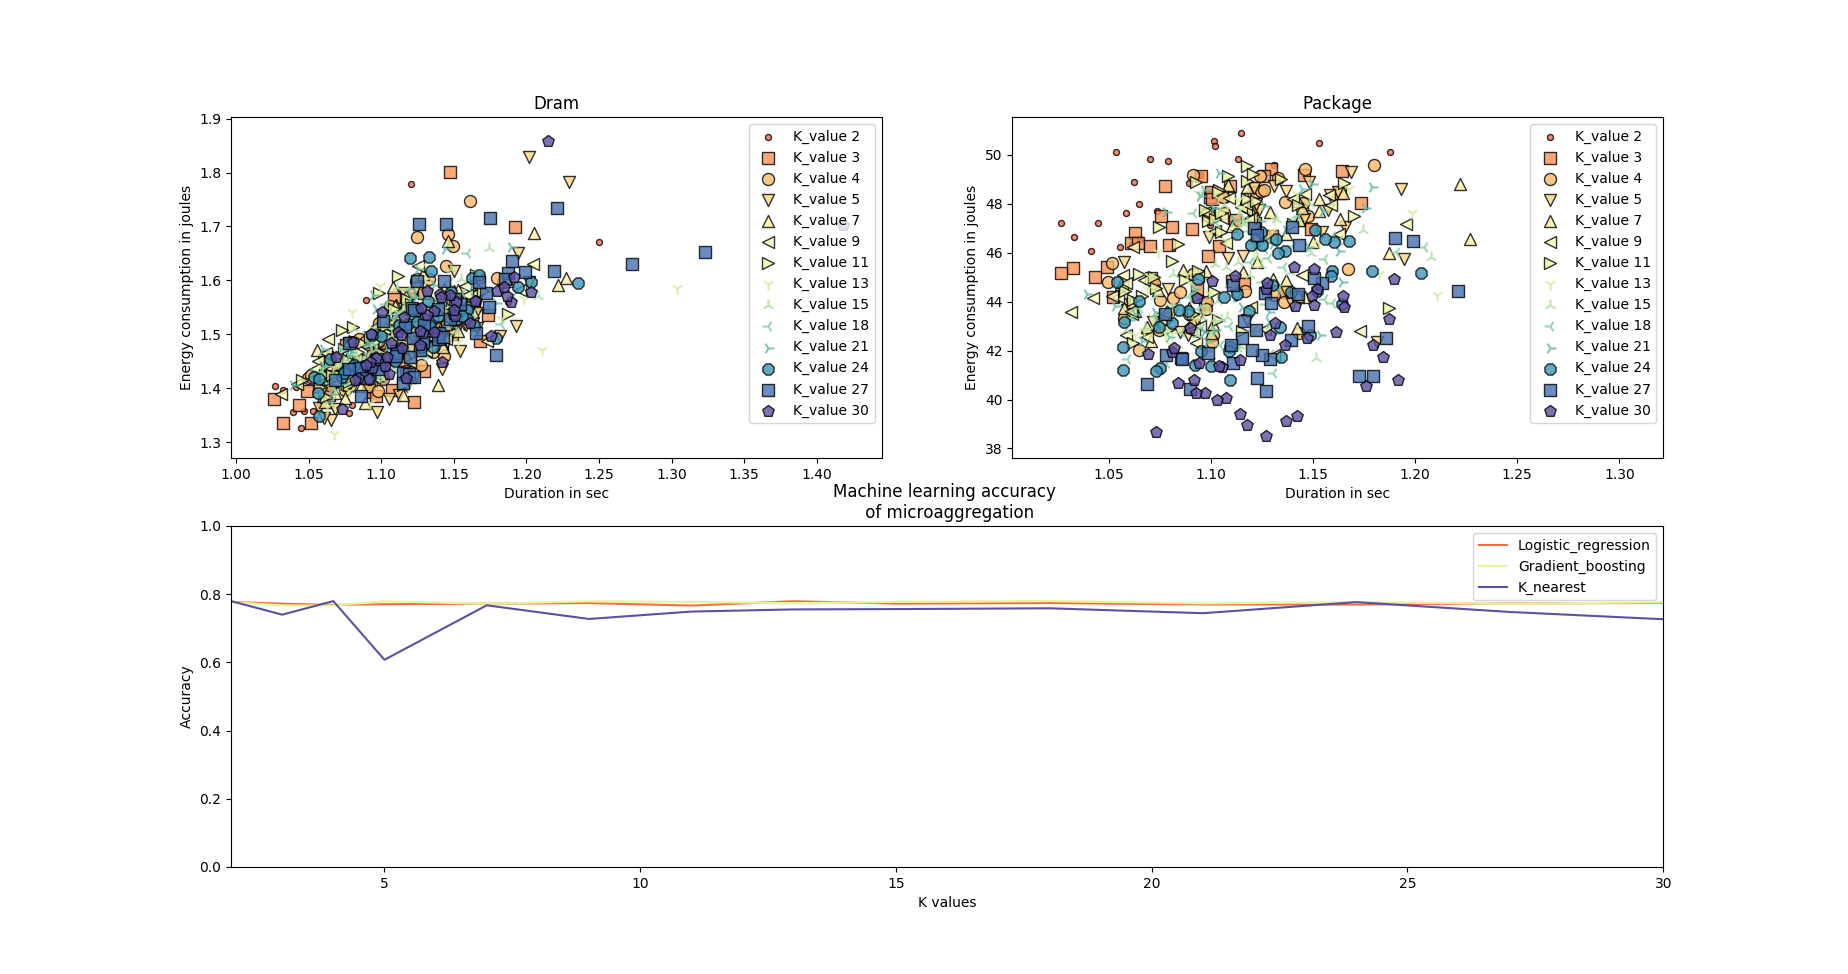 Dram
1.9
1.8
1.7
1.6
1.5
1.4
1.3
Energy consumption in joules
K_value 2
K_value 3
K_value 4
K_value 5
K_value 7
K_value 9
K_value 11
K_value 13
K_value 15
K_value 18
K_value 21
K_value 24
K_value 27
K_value 30
1.00 1.05 1.10 1.15 1.20 1.25 1.30 1.35 1.40
Duration in sec
Package
50
48
46
44
42
40
38
Energy consumption in joules
K_value 2
K_value 3
K_value 4
K_value 5
K_value 7
K_value 9
K_value 11
K_value 13
K_value 15
K_value 18
K_value 21
K_value 24
K_value 27
K_value 30
1.05 1.10 1.15 1.20 1.25 1.30
Duration in sec
Machine learning accuracy
of microaggregation
1.0
0.8
0.6
0.4
0.2
0.0
Accuracy
Logistic_regression
Gradient_boosting
K_nearest
5 10 15 20 25 30
K values